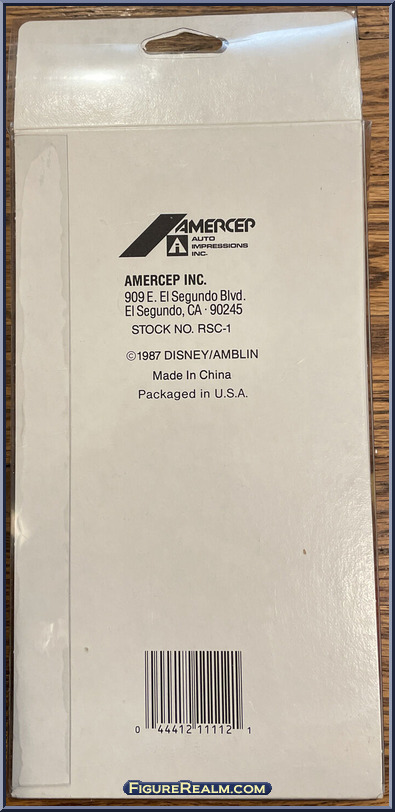 AMERCEP
AUTO
IMPRESSIONS
INC.
AMERCEP INC.
909 E. El Segundo Blvd.
El Segundo, CA · 90245
STOCK NO. RSC-1
©1987 DISNEY/AMBLIN
Made In China
Packaged in U.S.A.
0 44412 11112 1
FigureRealm.com